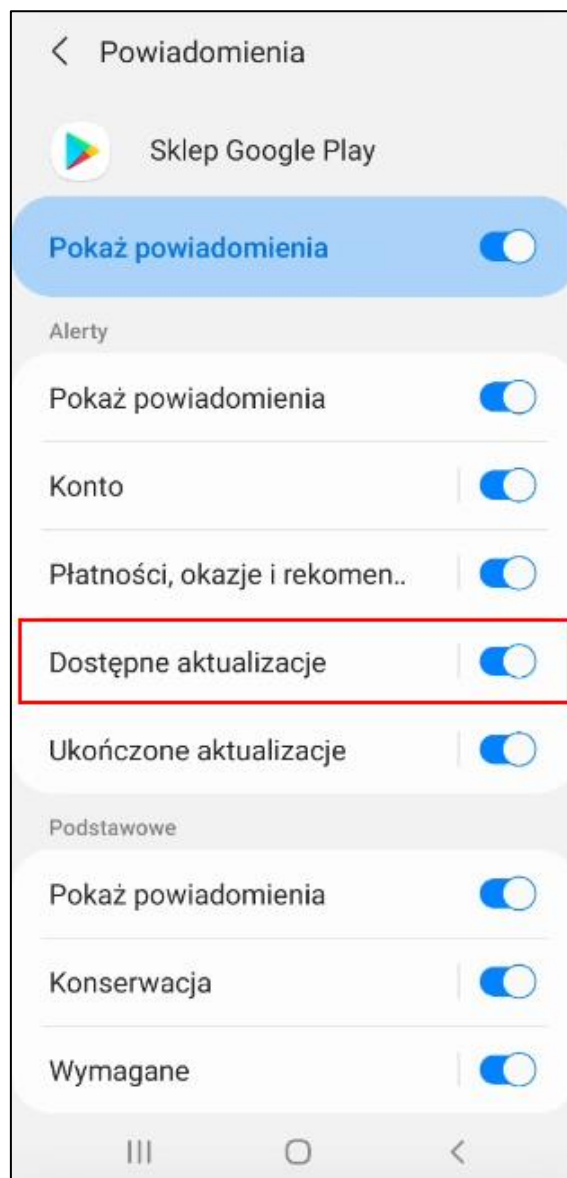 Powiadomienia
Sklep Google Play
Pokaż powiadomienia
Alerty
Pokaż powiadomienia
Konto
Płatności, okazje i rekomen..
Dostępne aktualizacje
Ukończone aktualizacje
Podstawowe
Pokaż powiadomienia
Konserwacja
Wymagane